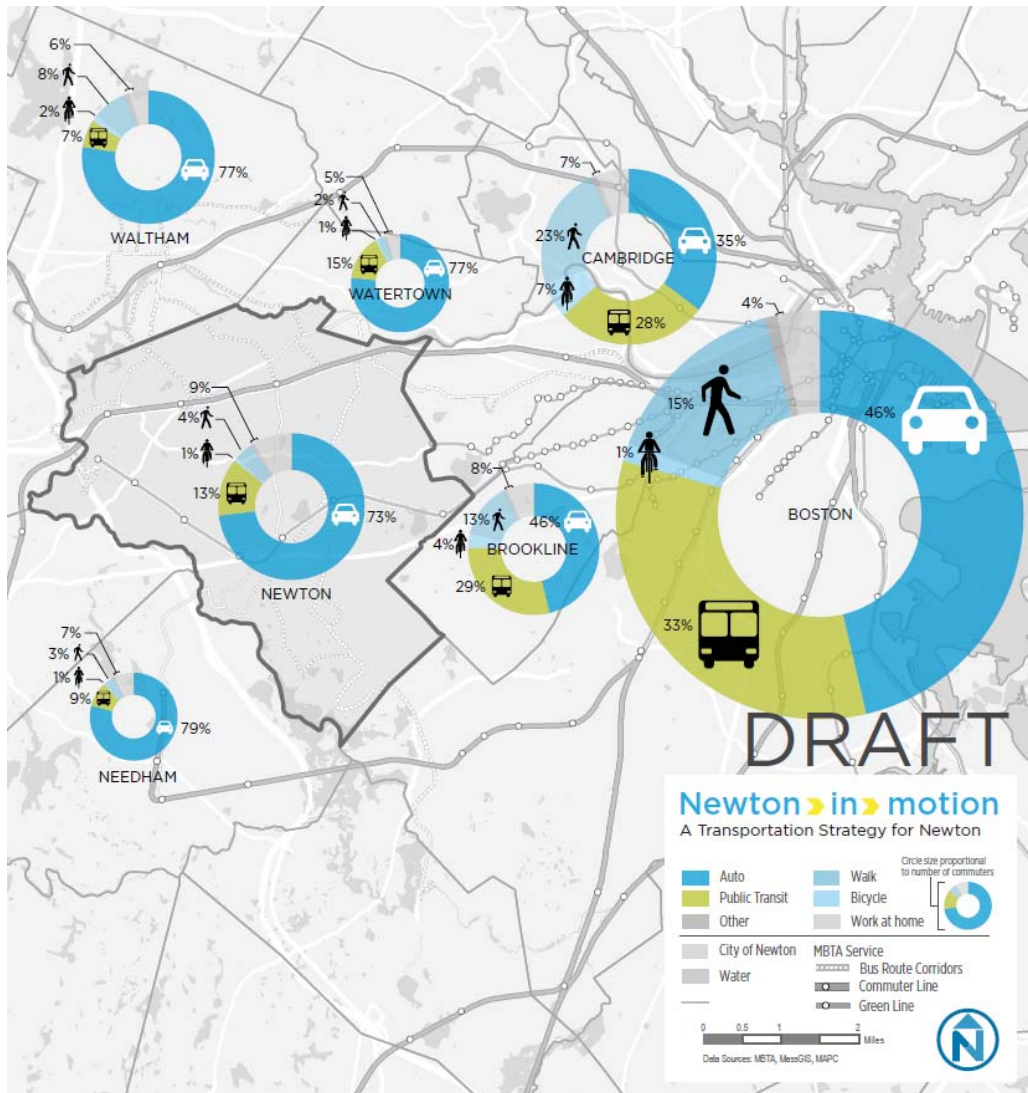 6%
8%
2%
7%
77%
WALTHAM
5%
2%
1%
15%
77%
WATERTOWN
7%
23%
35%
CAMBRIDGE
7%
28%
4%
15%
46%
1%
BOSTON
33%
9%
4%
1%
13%
73%
NEWTON
8%
13%
46%
4%
BROOKLINE
29%
7%
3%
1%
9%
79%
NEEDHAM
DRAFT
Newton in motion
A Transportation Strategy for Newton
Auto
Public Transit
Other
Walk
Bicycle
Work at home
Circle size proportional
to number of commuters
City of Newton
Water
MBTA Service
Bus Route Corridors
Commuter Line
Green Line
0 0.5 1 2
Miles
Data Sources: MBTA, MassGIS, MAPC
N